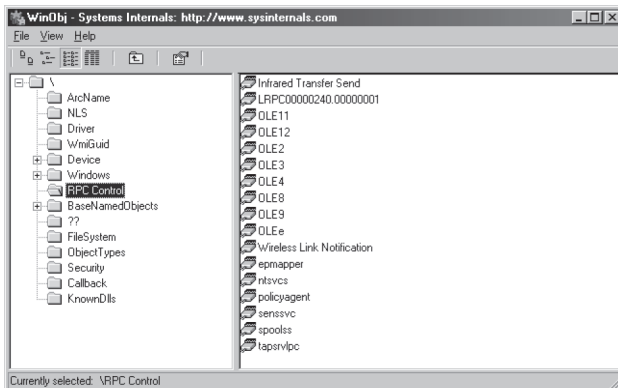 WinObj - Systems Internals: http://www.sysinternals.com
File View Help
\
ArcName
NLS
Driver
WmiGuid
Device
Windows
RPC Control
BaseNamedObjects
??
FileSystem
ObjectTypes
Security
Callback
KnownDlls
Infrared Transfer Send
LRPC00000240.00000001
OLE11
OLE12
OLE2
OLE3
OLE4
OLE8
OLE9
OLEe
Wireless Link Notification
epmapper
ntsvcs
policyagent
senssvc
spoolss
tapsrvlpc
Currently selected: \RPC Control